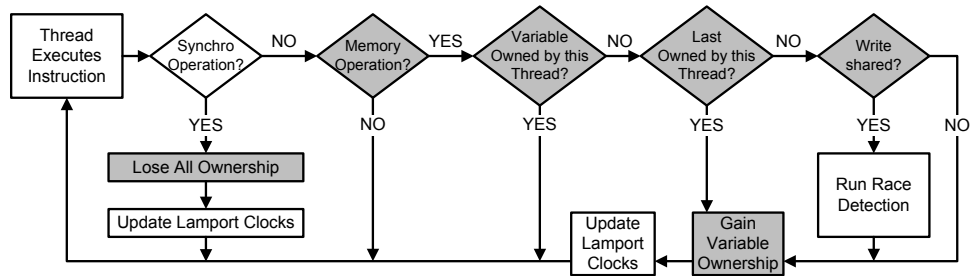 Thread
Executes
Instruction
Synchro
Operation?
NO
Memory
Operation?
YES
Variable
Owned by this
Thread?
NO
Last
Owned by this
Thread?
NO
Write
shared?
YES
NO
YES
YES
YES
NO
Lose All Ownership
Update Lamport Clocks
Update
Lamport
Clocks
Gain
Variable
Ownership
Run Race
Detection